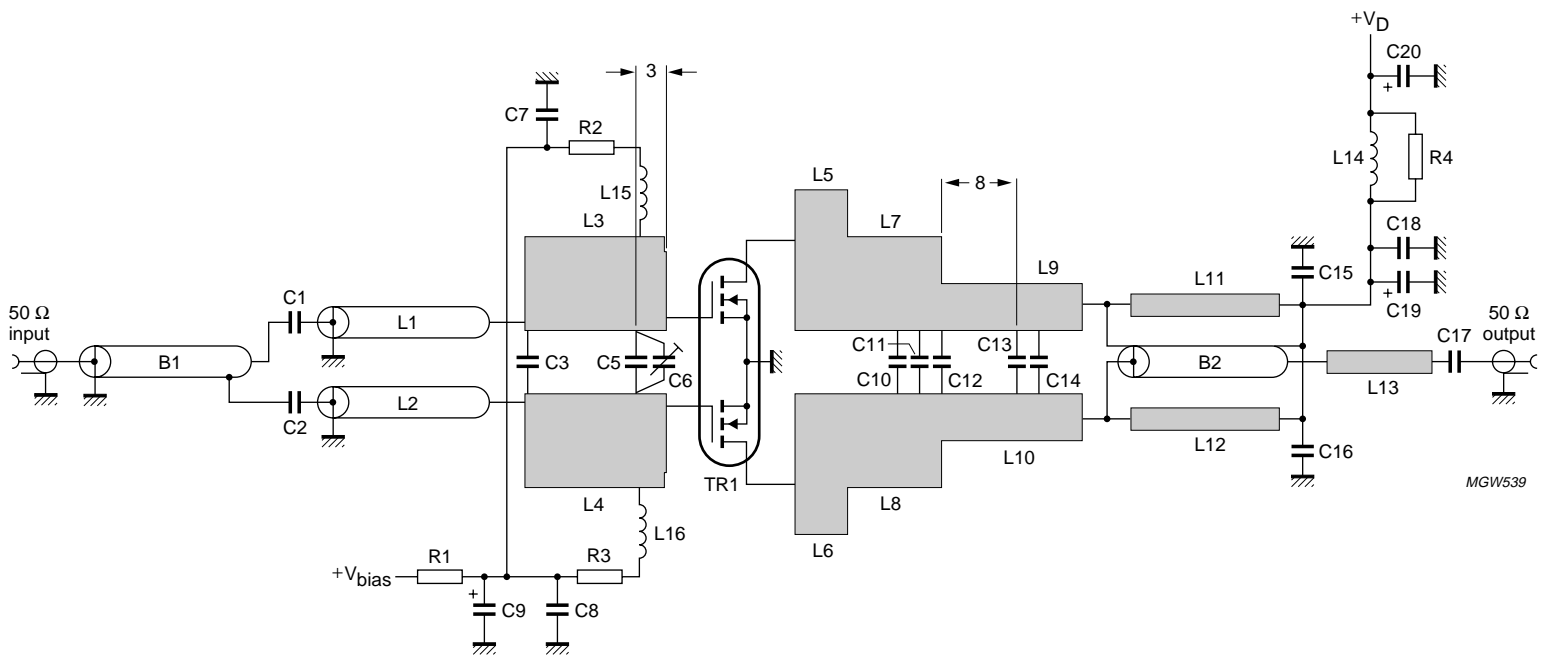 +VD
C20
3
C7
R2
L14
R4
L15
L5
8
L3
L7
C18
L9
C15
L11
C19
50 Ω
input
C1
L1
C11
C13
50 Ω
output
C17
B1
C3
C5
C6
B2
C10
C12
C14
L13
L2
C2
L12
L10
C16
TR1
MGW539
L4
L8
L16
L6
R1
R3
+Vbias
+
C9
C8
+
+